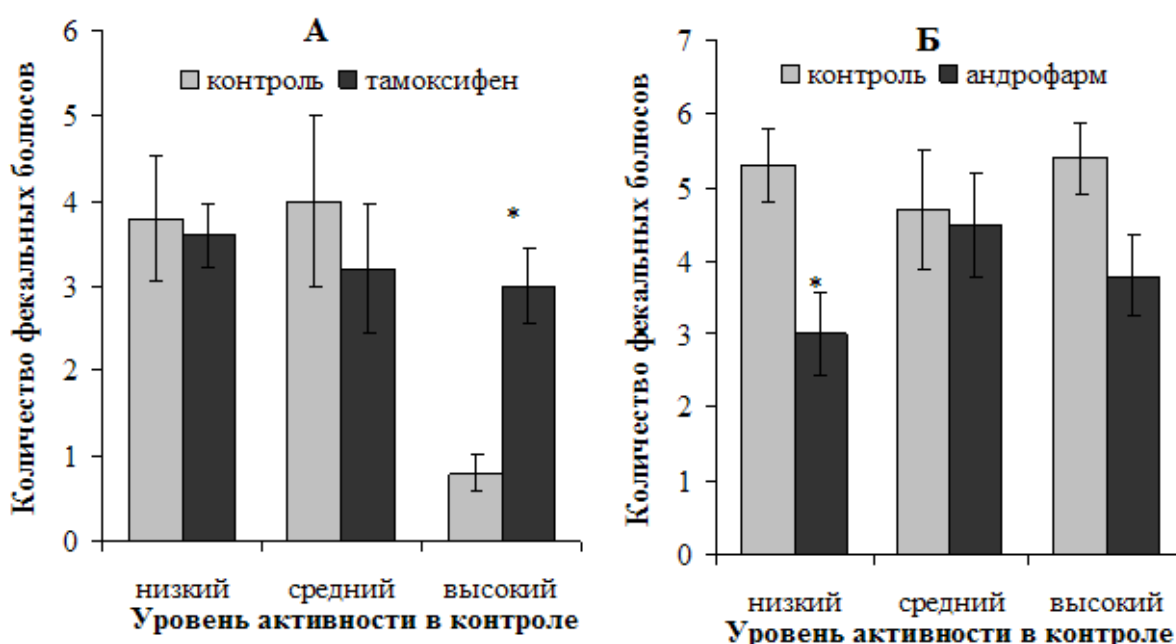 А
контроль тамоксифен
Количество фекальных болюсов
6
5
4
3
2
1
0
*
низкий средний высокий
Уровень активности в контроле
Б
контроль андрофарм
Количество фекальных болюсов
7
6
5
4
3
2
1
0
*
низкий средний высокий
Уровень активности в контроле